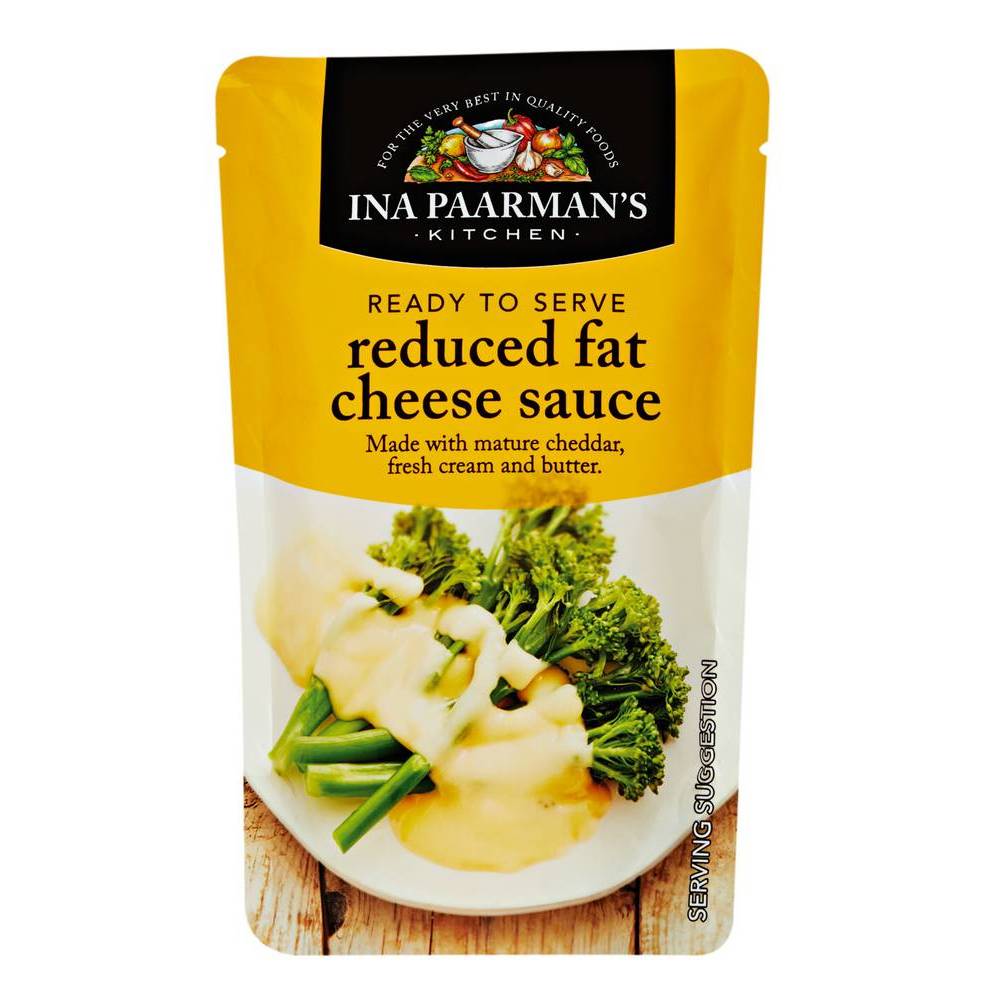 FOR THE VERY BEST IN QUALITY FOODS
INA PAARMAN'S
· KITCHEN ·
READY TO SERVE
reduced fat
cheese sauce
Made with mature cheddar,
fresh cream and butter.
SERVING SUGGESTION